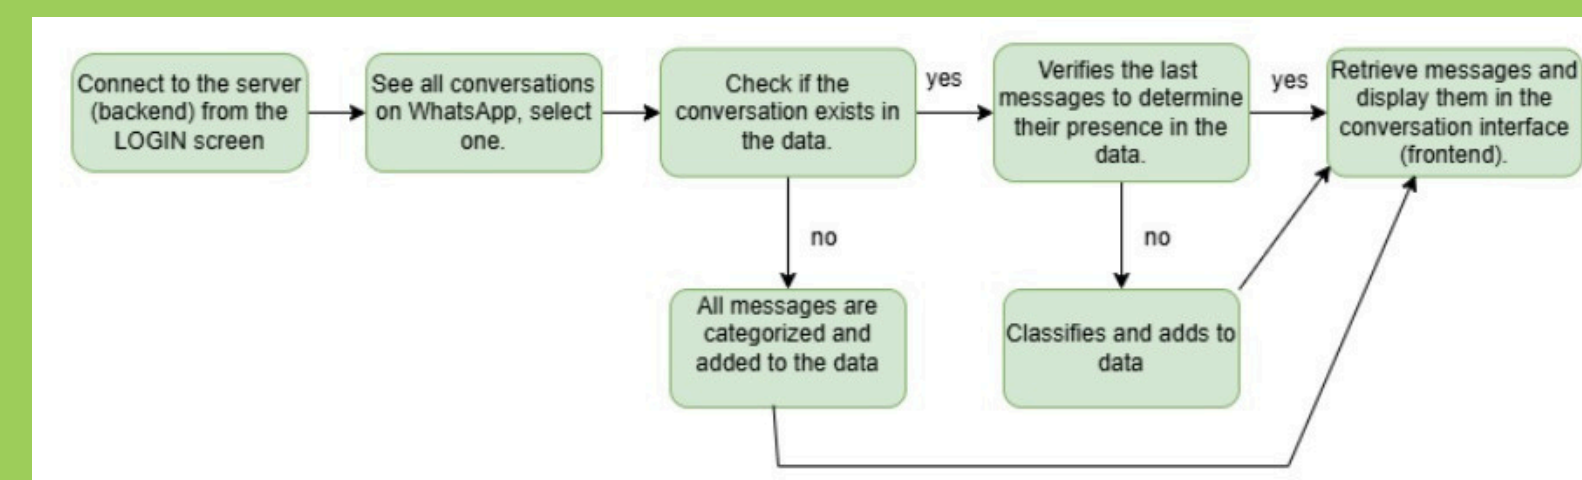 Connect to the server
(backend) from the
LOGIN screen
See all conversations
on WhatsApp, select
one.
Check if the
conversation exists in
the data.
yes
Verifies the last
messages to determine
their presence in the
data.
yes
Retrieve messages and
display them in the
conversation interface
(frontend).
no
no
All messages are
categorized and
added to the data
Classifies and adds to
data